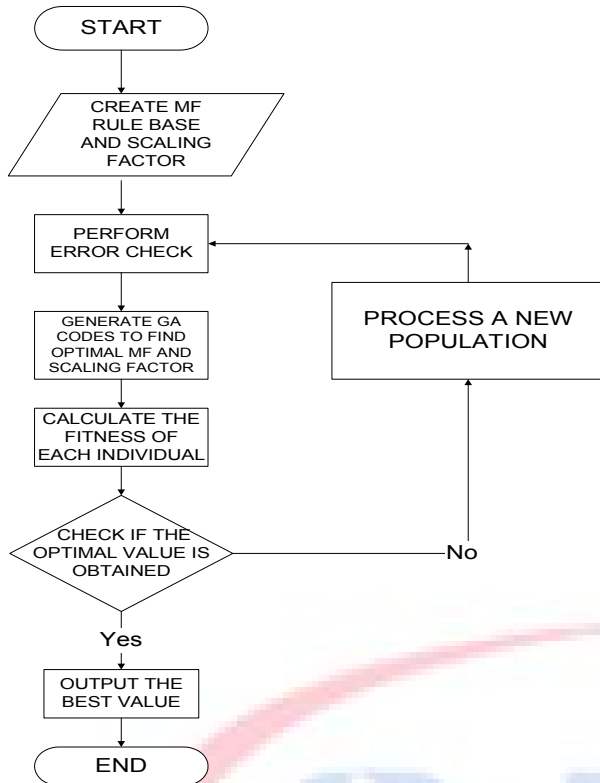 START
CREATE MF
RULE BASE
AND SCALING
FACTOR
PERFORM
ERROR CHECK
GENERATE GA
CODES TO FIND
OPTIMAL MF AND
SCALING FACTOR
CALCULATE THE
FITNESS OF
EACH INDIVIDUAL
CHECK IF THE
OPTIMAL VALUE IS
OBTAINED
No
PROCESS A NEW
POPULATION
Yes
OUTPUT THE
BEST VALUE
END